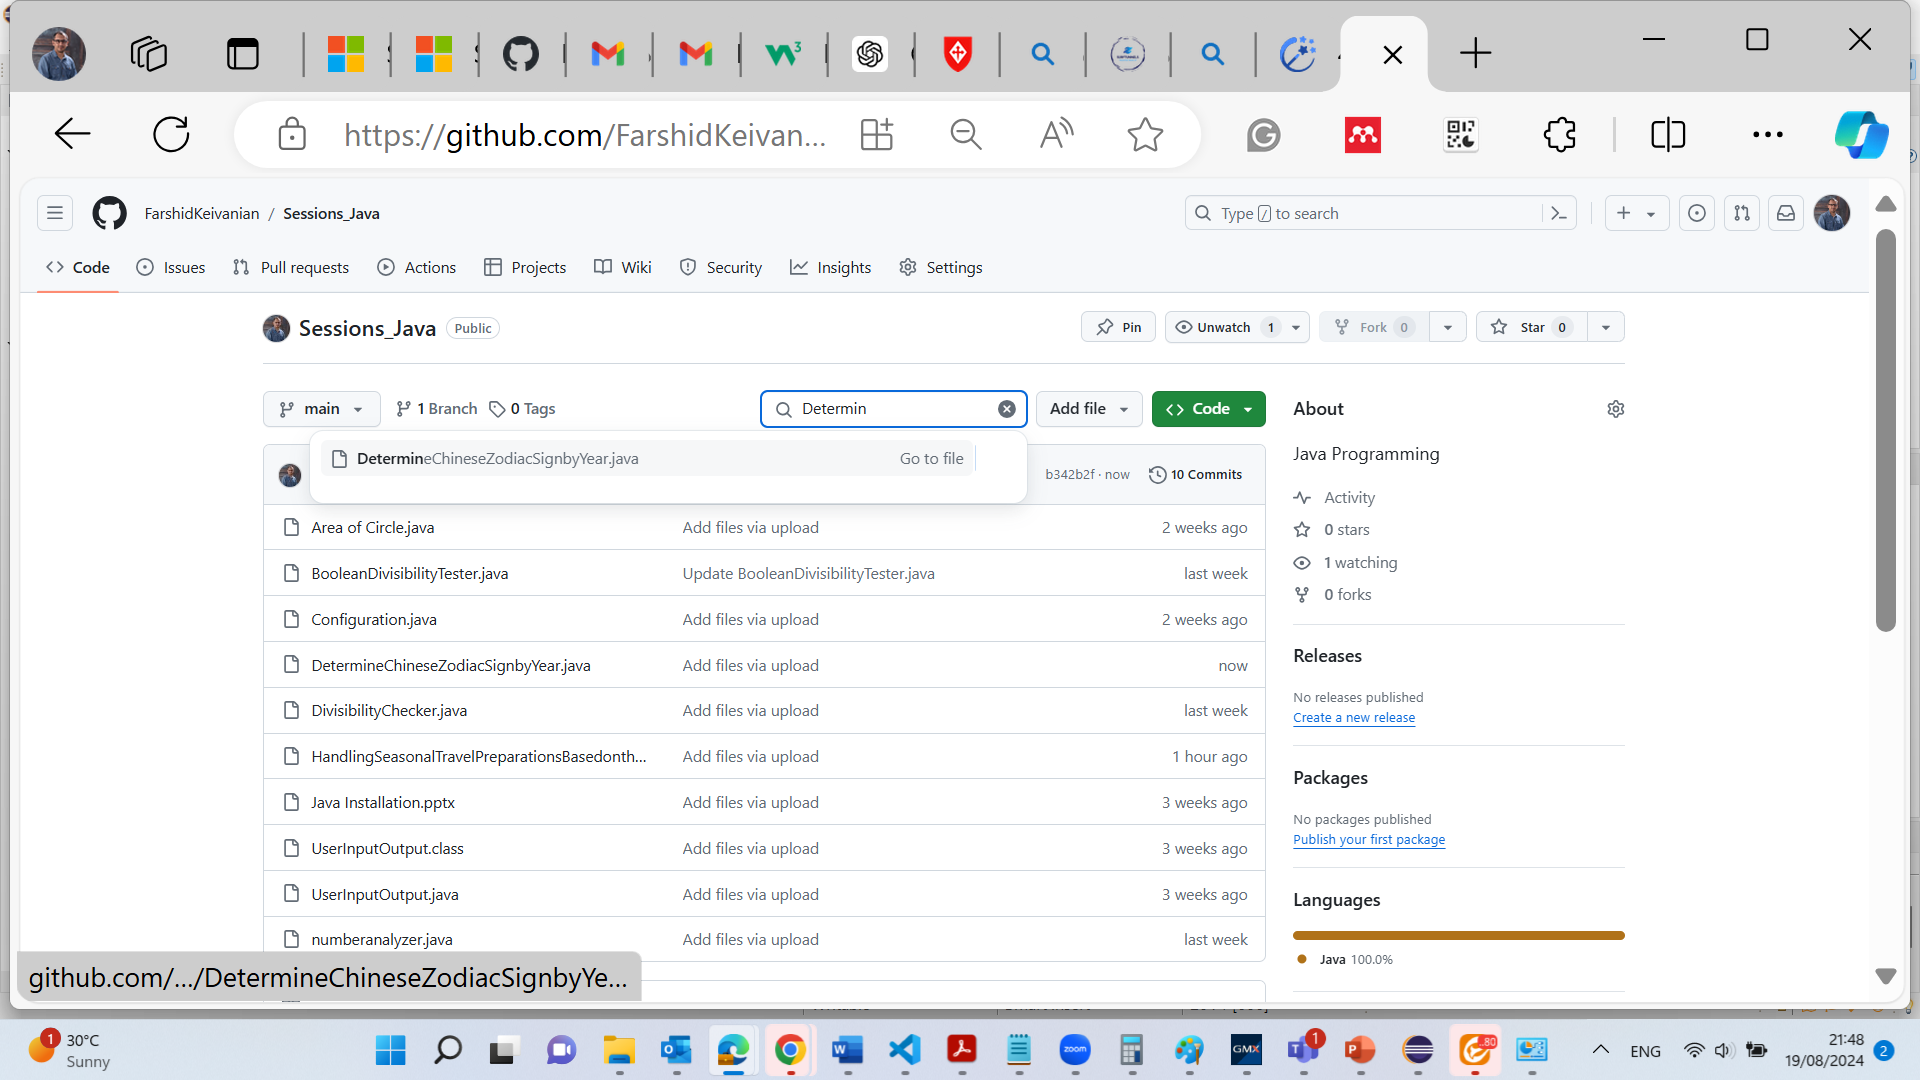 https://github.com/FarshidKeivan...
FarshidKeivanian / Sessions_Java
Type / to search
Code Issues Pull requests Actions Projects Wiki Security Insights Settings
Sessions_Java Public
Pin
Unwatch 1
Fork 0
Star 0
main
1 Branch
0 Tags
Determin
Add file
Code
About
DetermineChineseZodiacSignbyYear.java Go to file
Java Programming
b342b2f · now 10 Commits
Activity
0 stars
1 watching
0 forks
Area of Circle.java Add files via upload 2 weeks ago
BooleanDivisibilityTester.java Update BooleanDivisibilityTester.java last week
Configuration.java Add files via upload 2 weeks ago
DetermineChineseZodiacSignbyYear.java Add files via upload now
DivisibilityChecker.java Add files via upload last week
HandlingSeasonalTravelPreparationsBasedonth... Add files via upload 1 hour ago
Java Installation.pptx Add files via upload 3 weeks ago
UserInputOutput.class Add files via upload 3 weeks ago
UserInputOutput.java Add files via upload 3 weeks ago
numberanalyzer.java Add files via upload last week
Releases
No releases published
Create a new release
Packages
No packages published
Publish your first package
Languages
Java 100.0%
github.com/.../DetermineChineseZodiacSignbyYe...
1
30°C
Sunny
zoom
GMX
1
80
ENG
21:48
19/08/2024
2